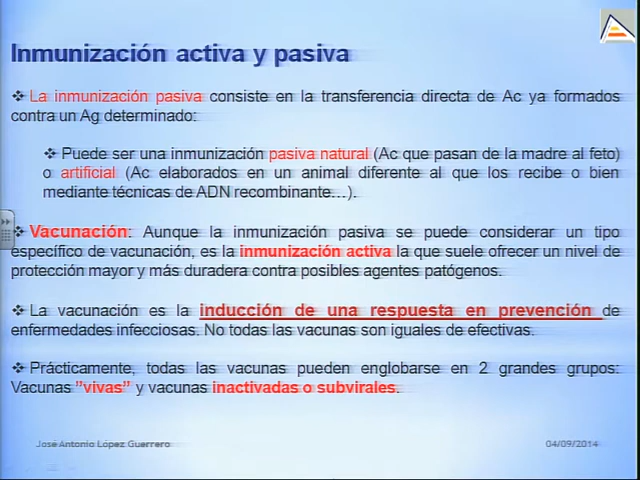 Inmunización activa y pasiva
❖ La inmunización pasiva consiste en la transferencia directa de Ac ya formados
contra un Ag determinado:
❖ Puede ser una inmunización pasiva natural (Ac que pasan de la madre al feto)
o artificial (Ac elaborados en un animal diferente al que los recibe o bien
mediante técnicas de ADN recombinante…).
❖ Vacunación: Aunque la inmunización pasiva se puede considerar un tipo
específico de vacunación, es la inmunización activa la que suele ofrecer un nivel de
protección mayor y más duradera contra posibles agentes patógenos.
❖ La vacunación es la inducción de una respuesta en prevención de
enfermedades infecciosas. No todas las vacunas son iguales de efectivas.
❖ Prácticamente, todas las vacunas pueden englobarse en 2 grandes grupos:
Vacunas ”vivas” y vacunas inactivadas o subvirales.
José Antonio López Guerrero
04/09/2014